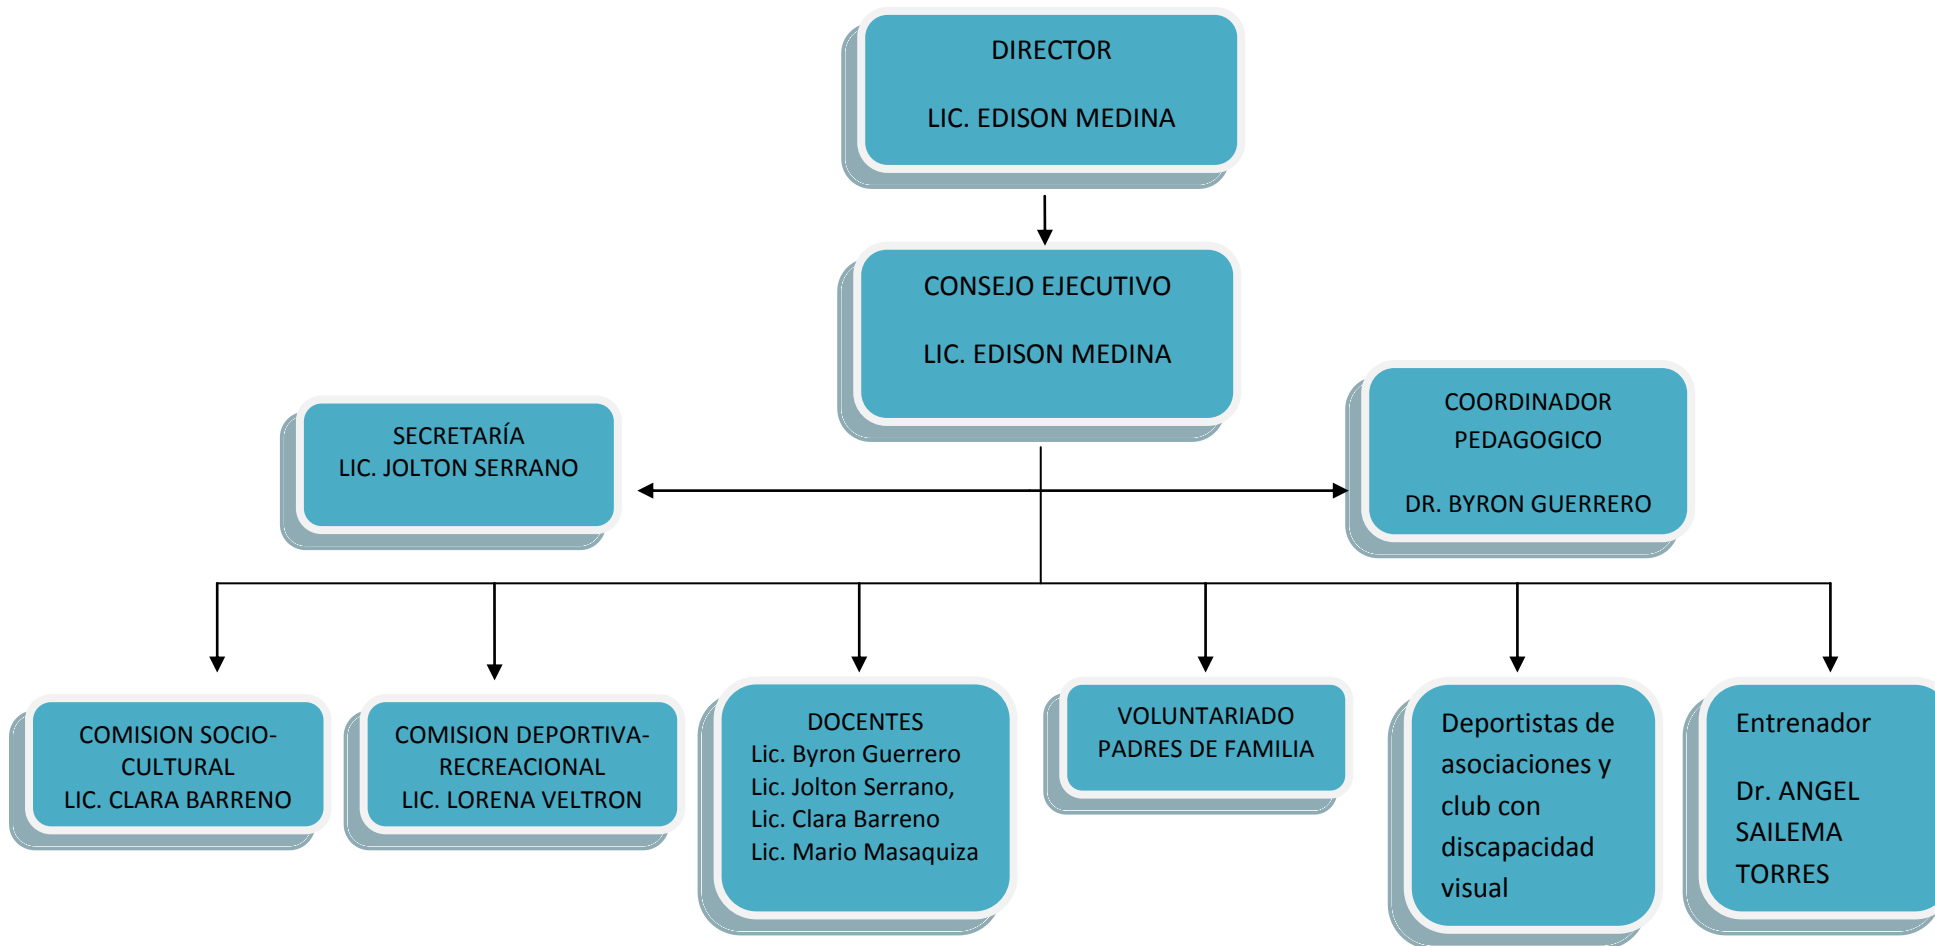 DIRECTOR
LIC. EDISON MEDINA
CONSEJO EJECUTIVO
LIC. EDISON MEDINA
SECRETARÍA
LIC. JOLTON SERRANO
COORDINADOR
PEDAGOGICO
DR. BYRON GUERRERO
COMISION SOCIO-
CULTURAL
LIC. CLARA BARRENO
COMISION DEPORTIVA-
RECREACIONAL
LIC. LORENA VELTRON
DOCENTES
Lic. Byron Guerrero
Lic. Jolton Serrano,
Lic. Clara Barreno
Lic. Mario Masaquiza
VOLUNTARIADO
PADRES DE FAMILIA
Deportistas de
asociaciones y
club con
discapacidad
visual
Entrenador
Dr. ANGEL
SAILEMA
TORRES